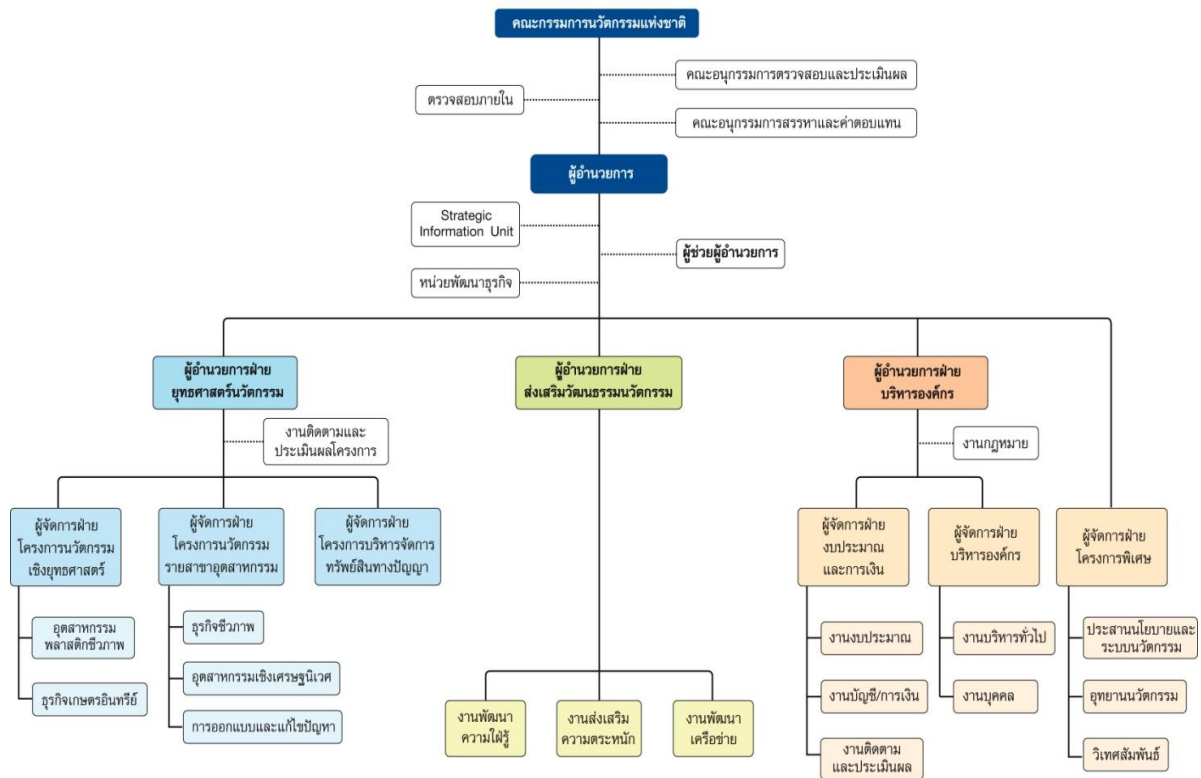 คณะกรรมการนวัตกรรมแห่งชาติ
คณะอนุกรรมการตรวจสอบและประเมินผล
ตรวจสอบภายใน
คณะอนุกรรมการสรรหาและค่าตอบแทน
ผู้อำนวยการ
Strategic
Information Unit
ผู้ช่วยผู้อำนวยการ
หน่วยพัฒนาธุรกิจ
ผู้อำนวยการฝ่าย
ยุทธศาสตร์นวัตกรรม
ผู้อำนวยการฝ่าย
ส่งเสริมวัฒนธรรมนวัตกรรม
ผู้อำนวยการฝ่าย
บริหารองค์กร
งานติดตามและ
ประเมินผลโครงการ
งานกฎหมาย
ผู้จัดการฝ่าย
โครงการนวัตกรรม
เชิงยุทธศาสตร์
ผู้จัดการฝ่าย
โครงการนวัตกรรม
รายสาขาอุตสาหกรรม
ผู้จัดการฝ่าย
โครงการบริหารจัดการ
ทรัพย์สินทางปัญญา
ผู้จัดการฝ่าย
งบประมาณ
และการเงิน
ผู้จัดการฝ่าย
บริหารองค์กร
ผู้จัดการฝ่าย
โครงการพิเศษ
อุตสาหกรรม
พลาสติกชีวภาพ
ธุรกิจเกษตรอินทรีย์
ธุรกิจชีวภาพ
อุตสาหกรรมเชิงเศรษฐนิเวศ
การออกแบบและแก้ไขปัญหา
งานพัฒนา
ความใฝ่รู้
งานส่งเสริม
ความตระหนัก
งานพัฒนา
เครือข่าย
งานงบประมาณ
งานบัญชี/การเงิน
งานติดตาม
และประเมินผล
งานบริหารทั่วไป
งานบุคคล
ประสานนโยบายและ
ระบบนวัตกรรม
อุทยานนวัตกรรม
วิเทศสัมพันธ์